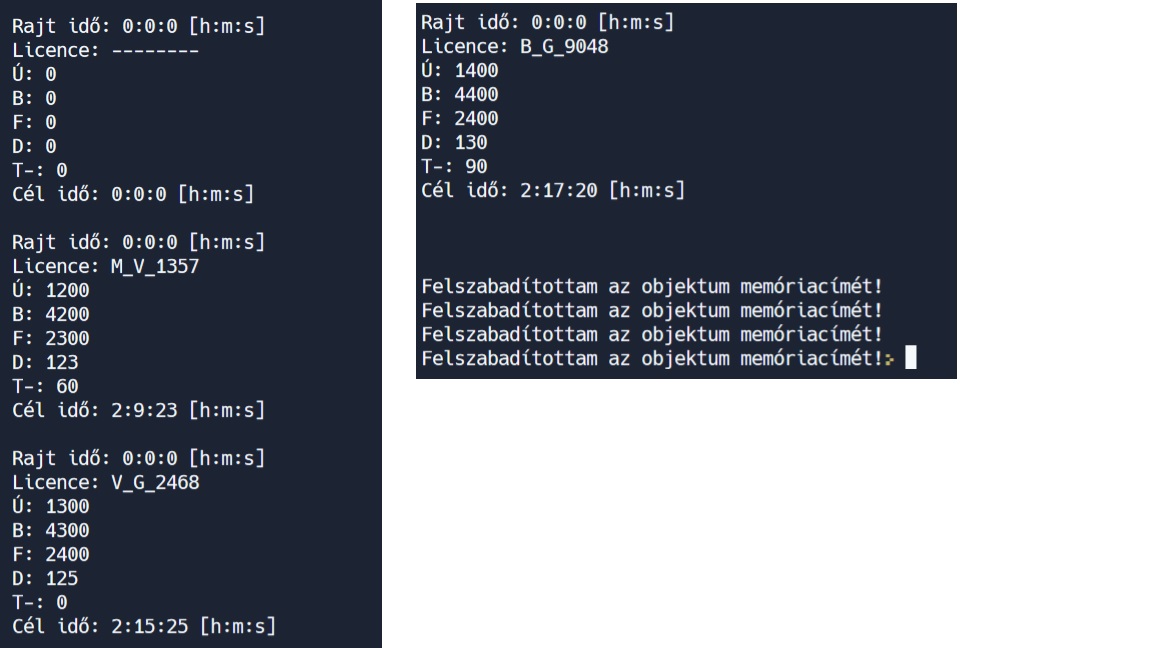 Rajt idő: 0:0:0 [h:m:s]
Licence: --------
Ú: 0
B: 0
F: 0
D: 0
T-: 0
Cél idő: 0:0:0 [h:m:s]
Rajt idő: 0:0:0 [h:m:s]
Licence: M_V_1357
Ú: 1200
B: 4200
F: 2300
D: 123
T-: 60
Cél idő: 2:9:23 [h:m:s]
Rajt idő: 0:0:0 [h:m:s]
Licence: V_G_2468
Ú: 1300
B: 4300
F: 2400
D: 125
T-: 0
Cél idő: 2:15:25 [h:m:s]
Rajt idő: 0:0:0 [h:m:s]
Licence: B_G_9048
Ú: 1400
B: 4400
F: 2400
D: 130
T-: 90
Cél idő: 2:17:20 [h:m:s]
Felszabadítottam az objektum memóriacímét!
Felszabadítottam az objektum memóriacímét!
Felszabadítottam az objektum memóriacímét!
Felszabadítottam az objektum memóriacímét!>